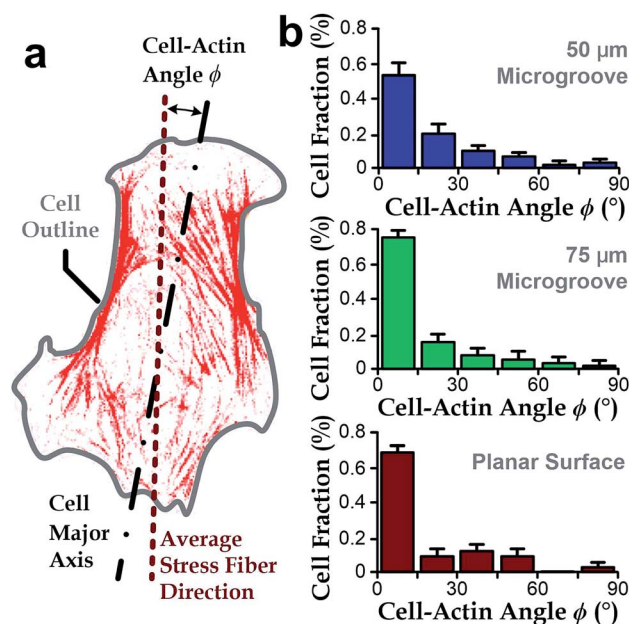 a
Cell-Actin
Angle ϕ
Cell
Outline
Cell
Major
Axis
Average
Stress Fiber
Direction
b
Cell Fraction (%)
0.8
0.6
0.4
0.2
0
50 µm
Microgroove
0 30 60 90
Cell-Actin Angle ϕ (°)
Cell Fraction (%)
0.8
0.4
0.2
0
75 µm
Microgroove
0 30 60 90
Cell-Actin Angle ϕ (°)
Cell Fraction (%)
0.8
0.6
0.4
0.2
0
Planar Surface
0 30 60 90
Cell-Actin Angle ϕ (°)